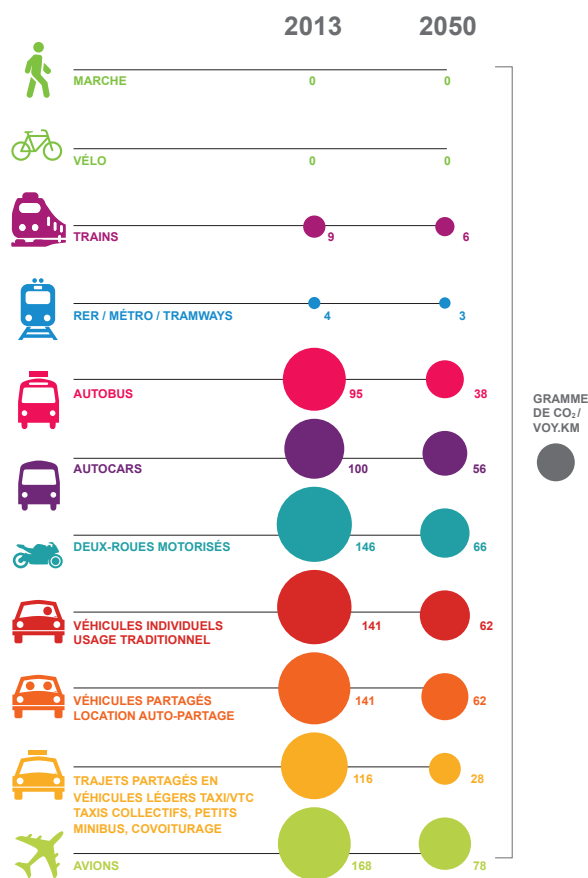 2013 2050
MARCHE 0 0
VÉLO 0 0
TRAINS 9 6
RER / MÉTRO / TRAMWAYS 4 3
AUTOBUS 95 38
GRAMME
DE CO₂/
VOY.KM
AUTOCARS 100 56
DEUX-ROUES MOTORISÉS 146 66
VÉHICULES INDIVIDUELS 141 62
USAGE TRADITIONNEL
VÉHICULES PARTAGÉS 141 62
LOCATION AUTO-PARTAGE
TRAJETS PARTAGÉS EN 116 28
VÉHICULES LÉGERS TAXI/VTC
TAXIS COLLECTIFS, PETITS
MINIBUS, COVOITURAGE
AVIONS 168 78